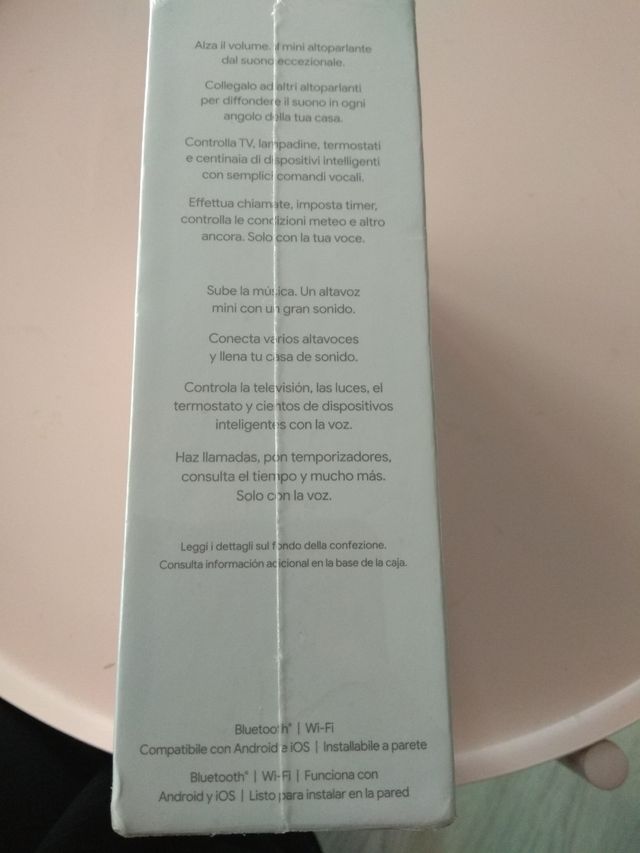 Alza il volume. Il mini altoparlante
dal suono eccezionale.
Collegalo ad altri altoparlanti
per diffondere il suono in ogni
angolo della tua casa.
Controlla TV, lampadine, termostati
e centinaia di dispositivi intelligenti
con semplici comandi vocali.
Effettua chiamate, imposta timer,
controlla le condizioni meteo e altro
ancora. Solo con la tua voce.
Sube la música. Un altavoz
mini con un gran sonido.
Conecta varios altavoces
y llena tu casa de sonido.
Controla la televisión, las luces, el
termostato y cientos de dispositivos
inteligentes con la voz.
Haz llamadas, pon temporizadores,
consulta el tiempo y mucho más.
Solo con la voz.
Leggi i dettagli sul fondo della confezione.
Consulta información adicional en la base de la caja.
Bluetooth® | Wi-Fi
Compatibile con Android e iOS | Installabile a parete
Bluetooth® | Wi-Fi | Funciona con
Android y iOS | Listo para instalar en la pared